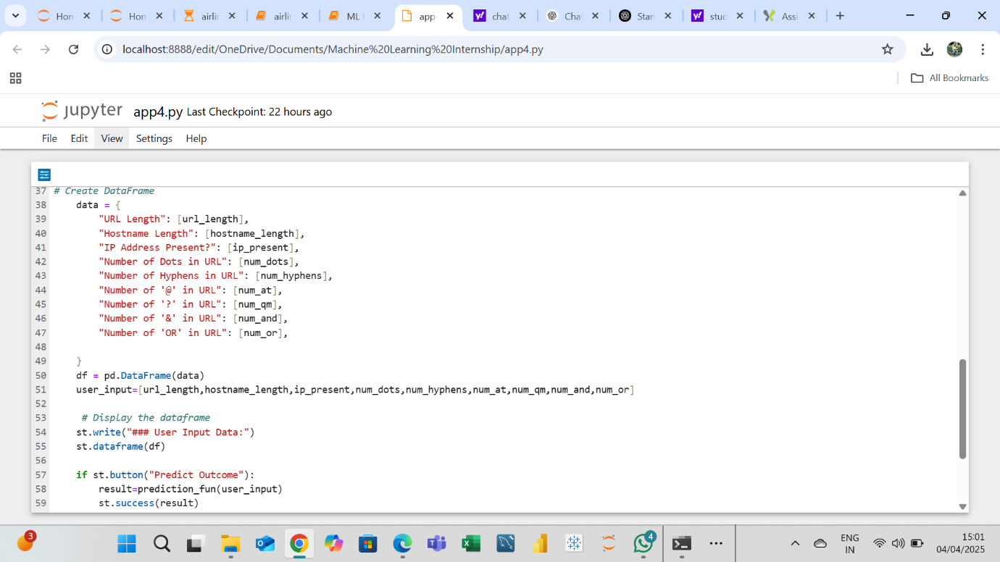 Hon
Hon
airlin
airlin
ML
app4
chat
Cha
Stan
stud
Assi
localhost:8888/edit/OneDrive/Documents/Machine%20Learning%20Internship/app4.py
All Bookmarks
jupyter app4.py Last Checkpoint: 22 hours ago
File Edit View Settings Help
37 # Create DataFrame
38 data = {
39 "URL Length": [url_length],
40 "Hostname Length": [hostname_length],
41 "IP Address Present?": [ip_present],
42 "Number of Dots in URL": [num_dots],
43 "Number of Hyphens in URL": [num_hyphens],
44 "Number of '@' in URL": [num_at],
45 "Number of '?' in URL": [num_qm],
46 "Number of '&' in URL": [num_and],
47 "Number of 'OR' in URL": [num_or],
48
49 }
50 df = pd.DataFrame(data)
51 user_input=[url_length,hostname_length,ip_present,num_dots,num_hyphens,num_at,num_qm,num_and,num_or]
52
53 # Display the dataframe
54 st.write("### User Input Data:")
55 st.dataframe(df)
56
57 if st.button("Predict Outcome"):
58 result=prediction_fun(user_input)
59 st.success(result)
3
4
ENG
IN
15:01
04/04/2025